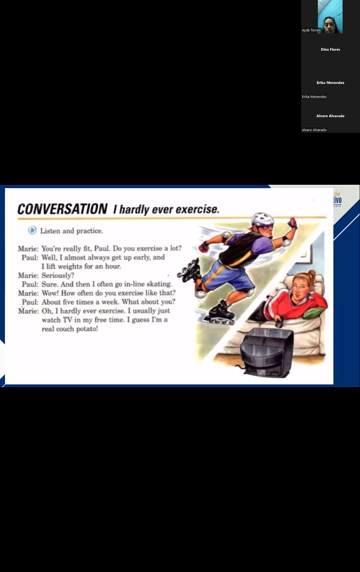 Dina Flores
Erika Menendez
Erika Menendez
Alvaro Alvarado
Alvaro Alvarado
CONVERSATION I hardly ever exercise.
Listen and practice.
Marie: You're really fit, Paul. Do you exercise a lot?
Paul: Well, I almost always get up early, and
I lift weights for an hour.
Marie: Seriously?
Paul: Sure. And then I often go in-line skating.
Marie: Wow! How often do you exercise like that?
Paul: About five times a week. What about you?
Marie: Oh, I hardly ever exercise. I usually just
watch TV in my free time. I guess I'm a
real couch potato!